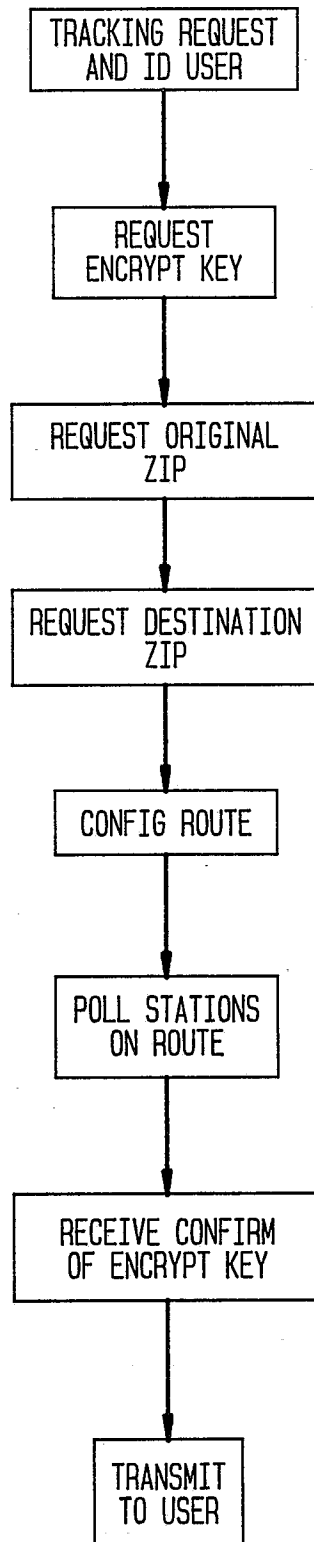 TRACKING REQUEST
AND ID USER
REQUEST
ENCRYPT KEY
REQUEST ORIGINAL
ZIP
REQUEST DESTINATION
ZIP
CONFIG ROUTE
POLL STATIONS
ON ROUTE
RECEIVE CONFIRM
OF ENCRYPT KEY
TRANSMIT
TO USER